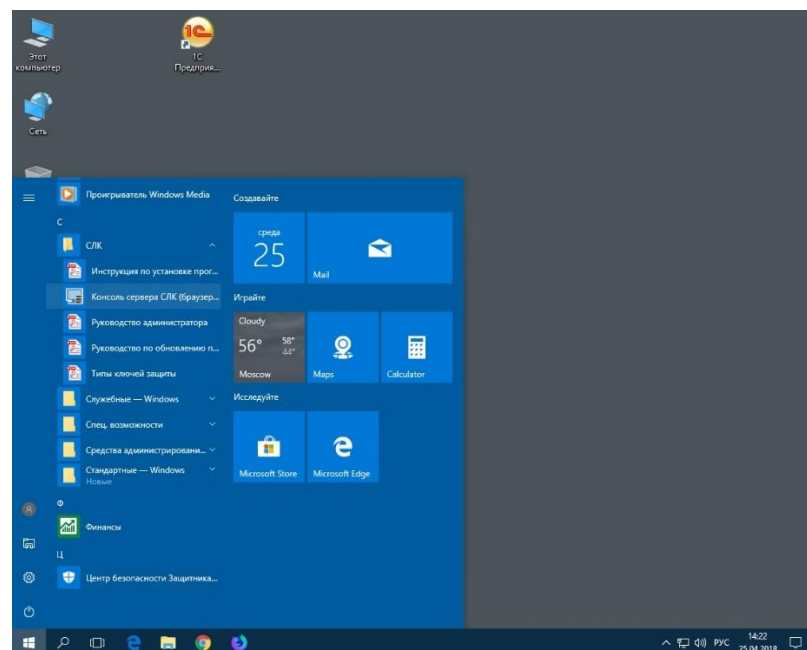 Этот
компьютер
1С
Предприя...
Сеть
Проигрыватель Windows Media
С
СЛК
Инструкция по установке прог...
Консоль сервера СЛК (браузер...
Руководство администратора
Руководство по обновлению п...
Типы ключей защиты
Служебные — Windows
Спец. возможности
Средства администрировани...
Стандартные — Windows
Новые
Ф
Финансы
Ц
Центр безопасности Защитника...
Создавайте
среда
25
Mail
Играйте
Cloudy
56° 58°
44°
Moscow
Maps
Calculator
Исследуйте
Microsoft Store
Microsoft Edge
РУС
14:22
25.04.2018